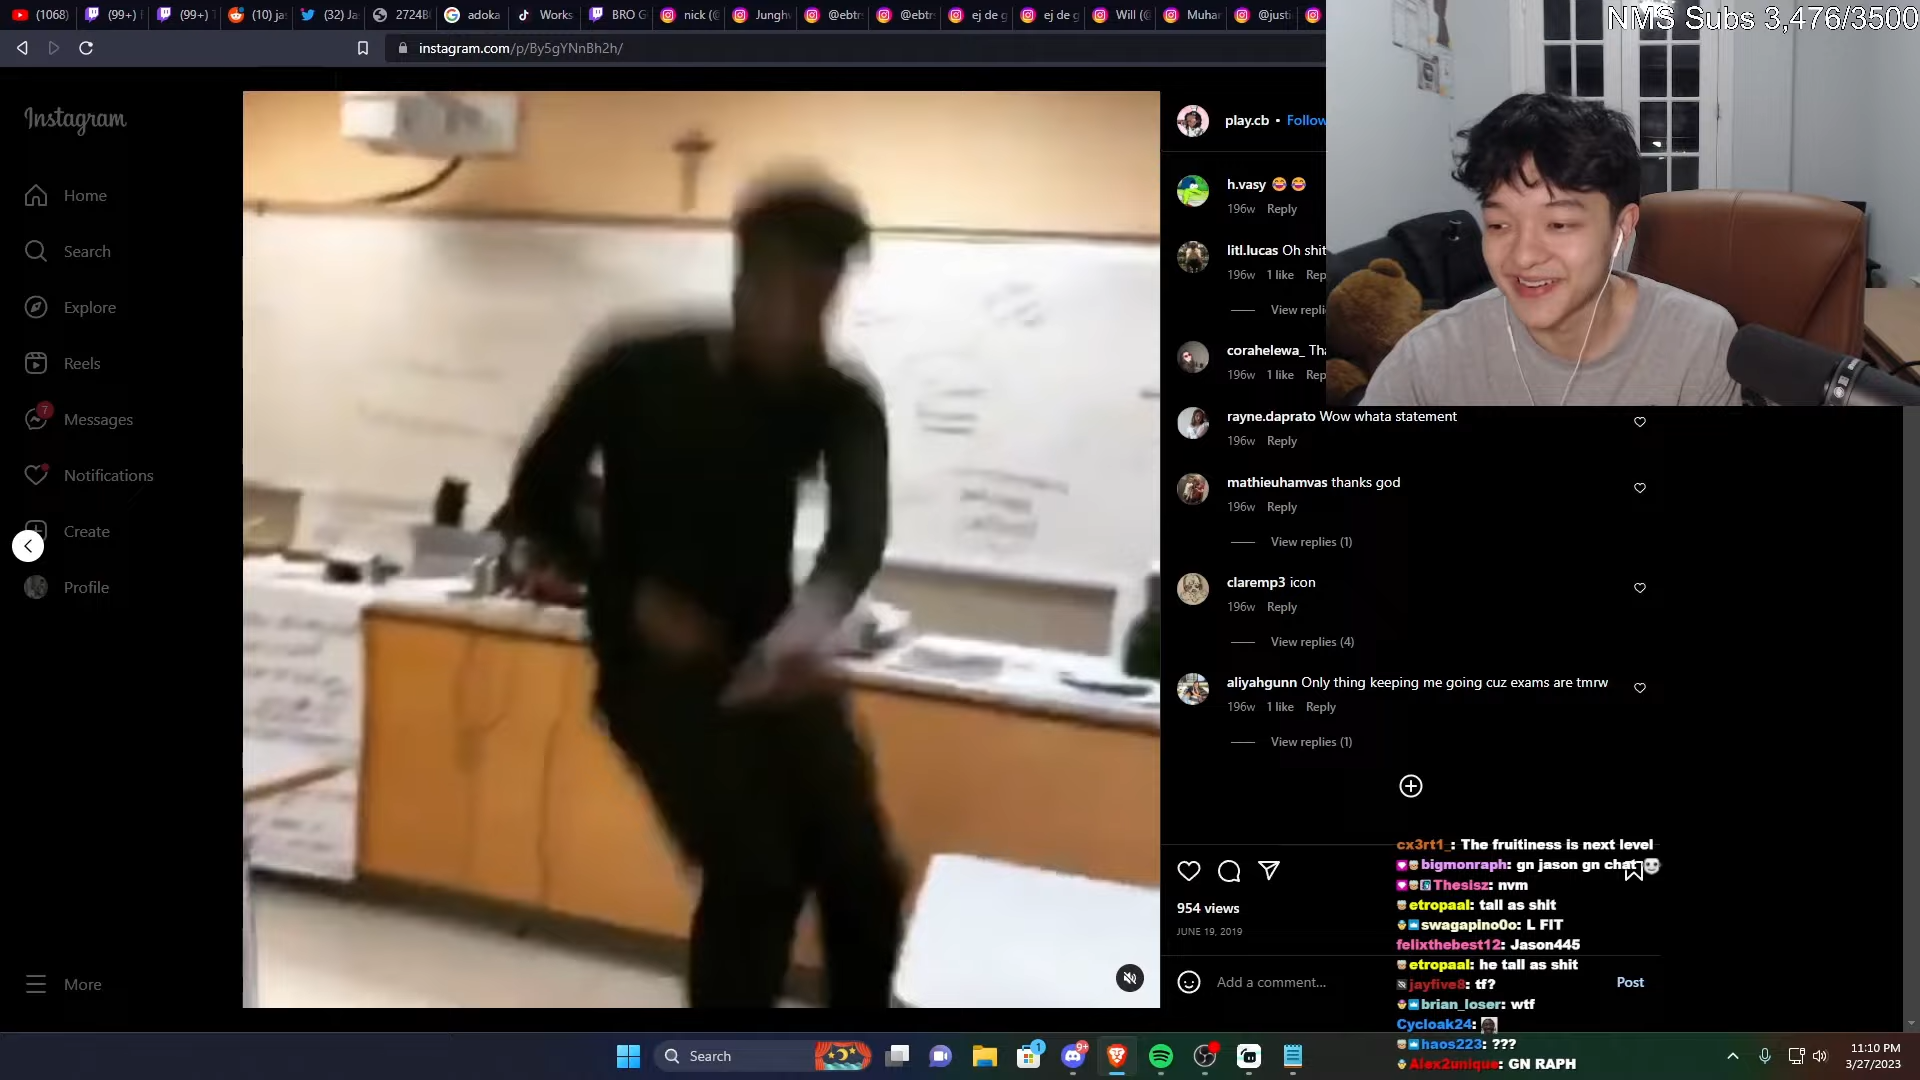 (1068)
(99+) f
(99+) T
(10) ja
(32) Ja
2724B
adoka
Works
BRO G
nick (@
Jungh
@ebtr
@ebtr
ej de g
ej de g
Will (@
Muhar
@justi
NMS Subs 3,476/3500
instagram.com/p/By5gYNnBh2h/
Instagram
Home
Search
Explore
Reels
7
Messages
Notifications
Create
Profile
More
play.cb • Follow
h.vasy 😂😂
196w Reply
litl.lucas Oh shit
196w 1 like Rep
View repli
corahelewa_ Tha
196w 1 like Rep
rayne.daprato Wow whata statement
196w Reply
mathieuhamvas thanks god
196w Reply
View replies (1)
claremp3 icon
196w Reply
View replies (4)
aliyahgunn Only thing keeping me going cuz exams are tmrw
196w 1 like Reply
View replies (1)
954 views
JUNE 19, 2019
Add a comment...
Post
cx3rt1_: The fruitiness is next level
bigmonraph: gn jason gn chat
Thesisz: nvm
etropaal: tall as shit
swagapino0o: L FIT
felixthebest12: Jason445
etropaal: he tall as shit
jayfive8: tf?
brian_loser: wtf
Cycloak24:
haos223: ???
Alex2unique: GN RAPH
Search
1
9+
11:10 PM
3/27/2023